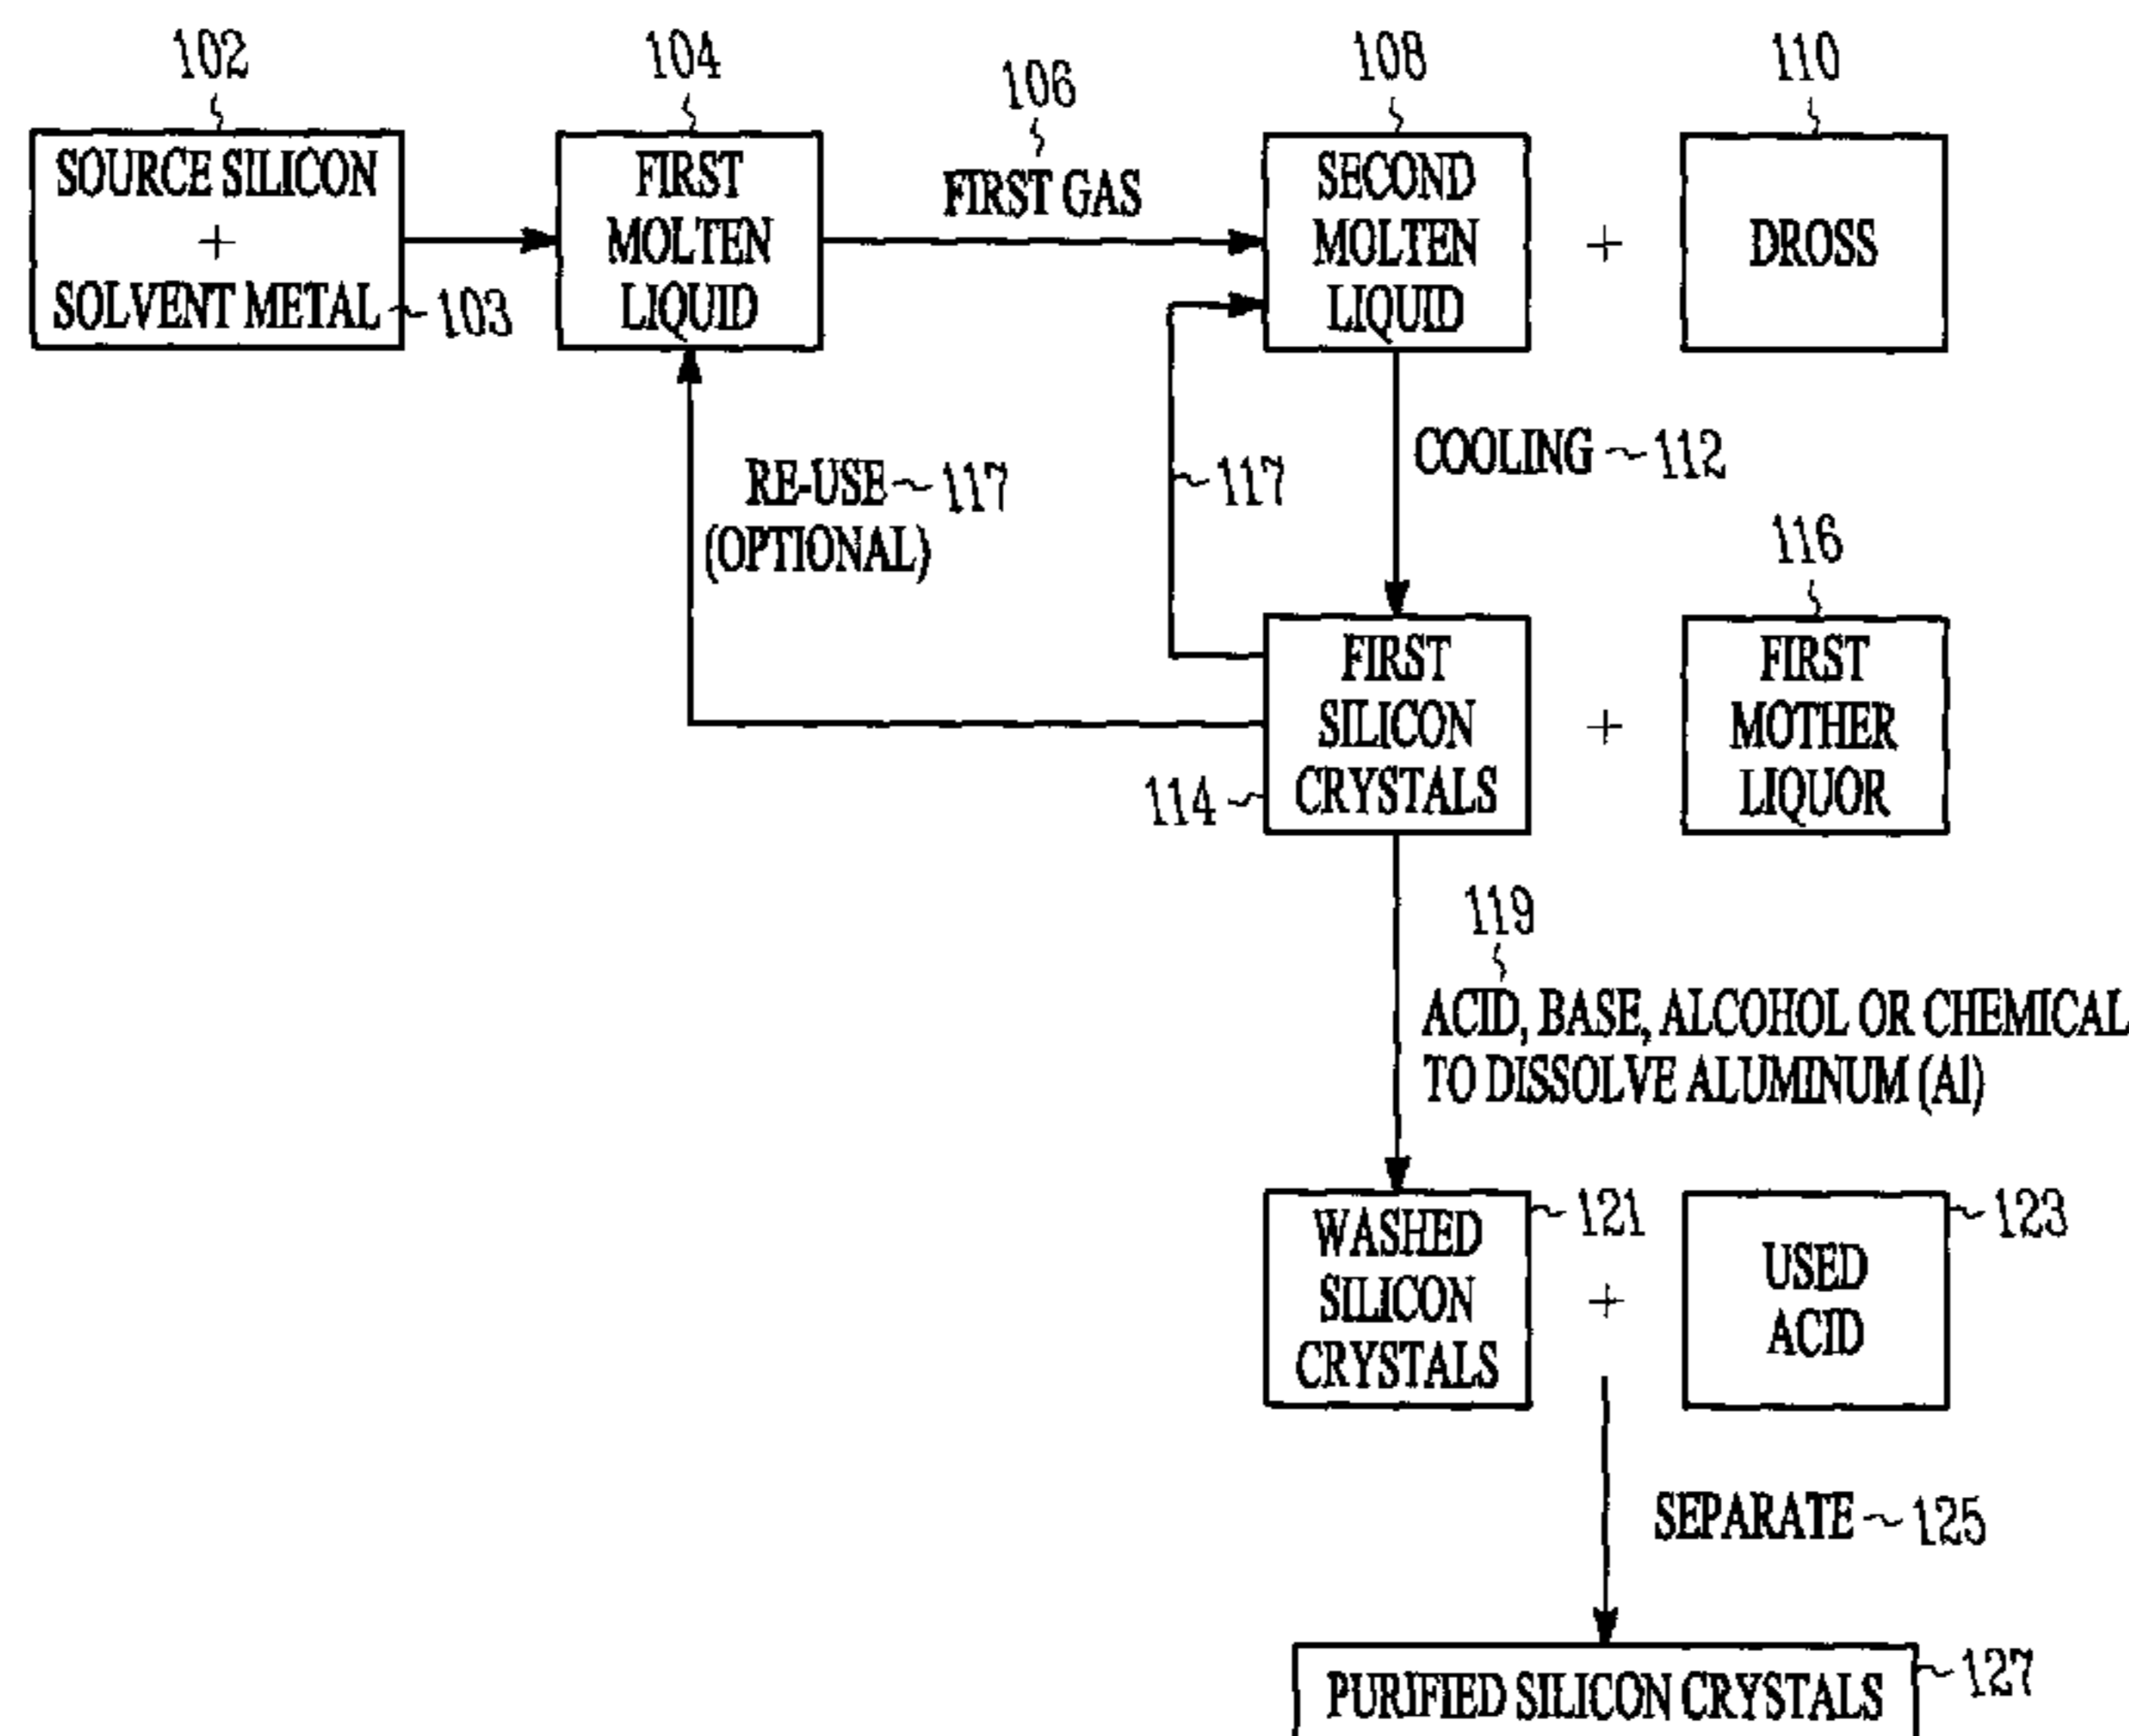 102
104
106
108
110
SOURCE SILICON
+
SOLVENT METAL
103
FIRST
MOLTEN
LIQUID
FIRST GAS
SECOND
MOLTEN
LIQUID
+
DROSS
RE-USE
117
(OPTIONAL)
117
COOLING
112
116
FIRST
SILICON
CRYSTALS
114
+
FIRST
MOTHER
LIQUOR
119
ACID, BASE, ALCOHOL OR CHEMICAL
TO DISSOLVE ALUMINUM (Al)
WASHED
SILICON
CRYSTALS
121
+
USED
ACID
123
SEPARATE
125
PURIFIED SILICON CRYSTALS
127